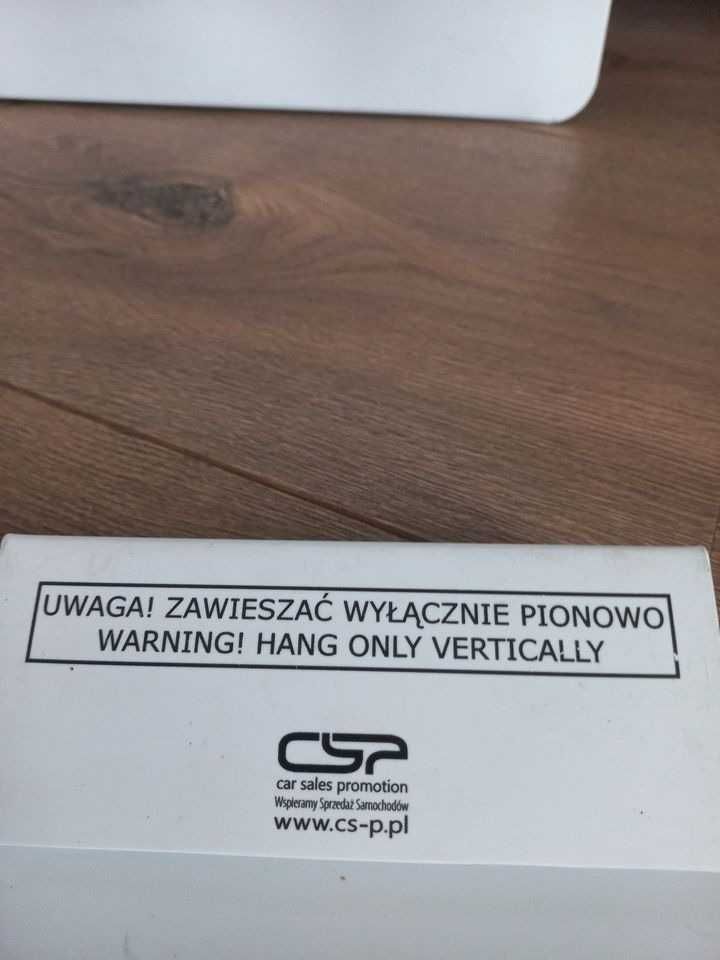 UWAGA! ZAWIESZAĆ WYŁĄCZNIE PIONOWO
WARNING! HANG ONLY VERTICALLY
CSP
car sales promotion
Wspieramy Sprzedaż Samochodów
www.cs-p.pl